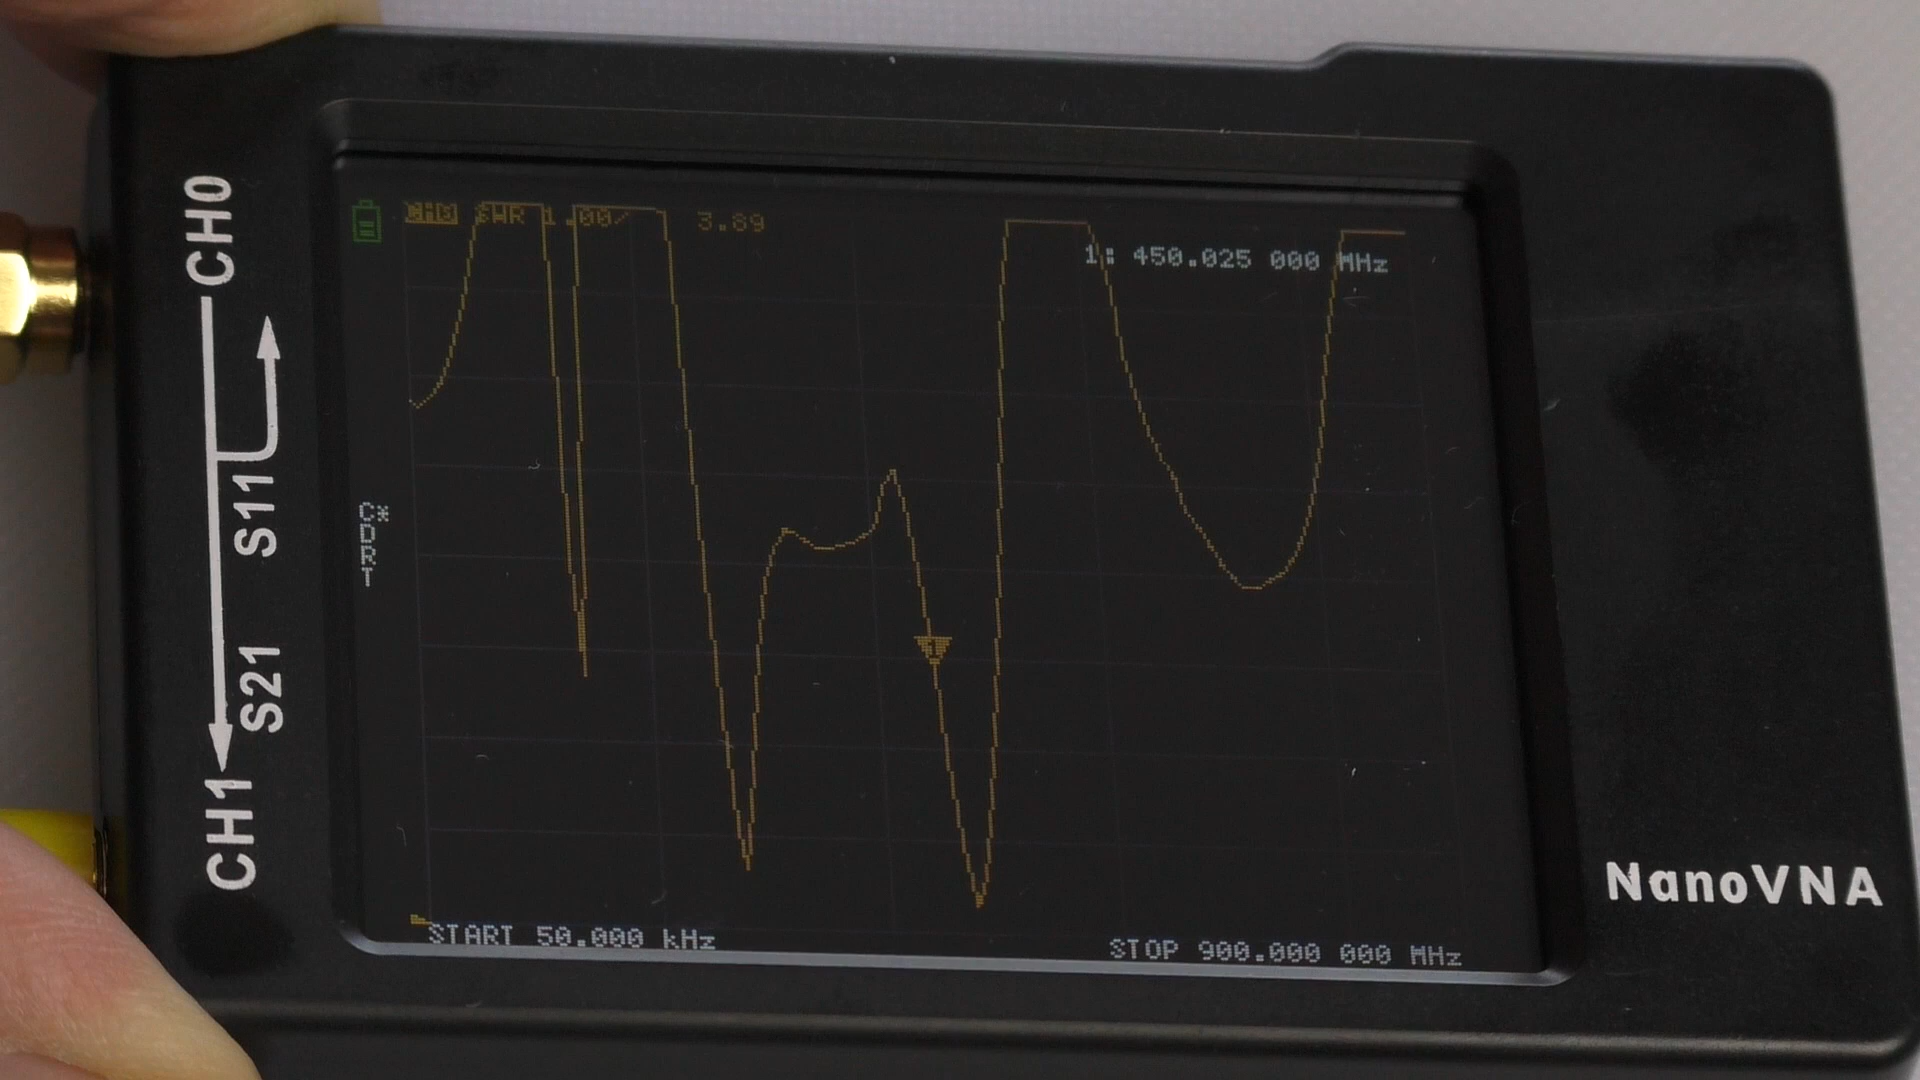 CH0
S11
S21
CH1
SWR 1.00/ 3.89
1: 450.025 000 MHz
C*
D
R
T
1
START 50.000 kHz
STOP 900.000 000 MHz
NanoVNA